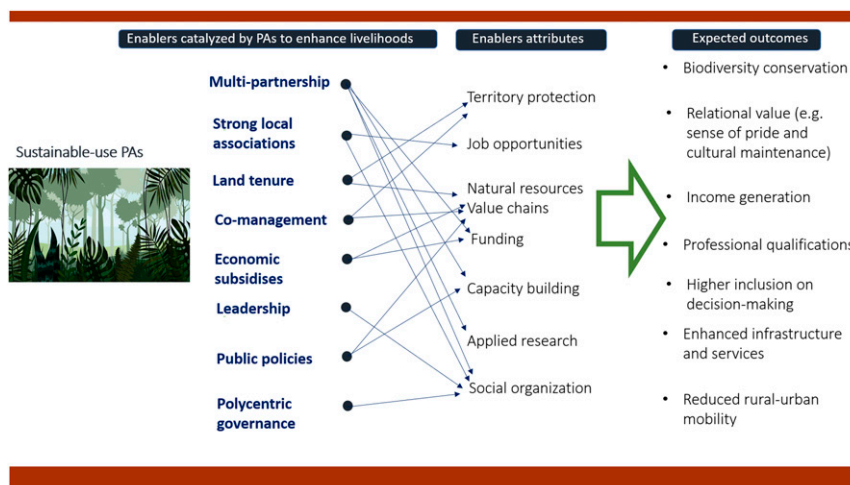 Enablers catalyzed by PAs to enhance livelihoods
Enablers attributes
Expected outcomes
Sustainable-use PAs
Multi-partnership
Strong local
associations
Land tenure
Co-management
Economic
subsidises
Leadership
Public policies
Polycentric
governance
Territory protection
Job opportunities
Natural resources
Value chains
Funding
Capacity building
Applied research
Social organization
• Biodiversity conservation
• Relational value (e.g.
sense of pride and
cultural maintenance)
• Income generation
• Professional qualifications
• Higher inclusion on
decision-making
• Enhanced infrastructure
and services
• Reduced rural-urban
mobility